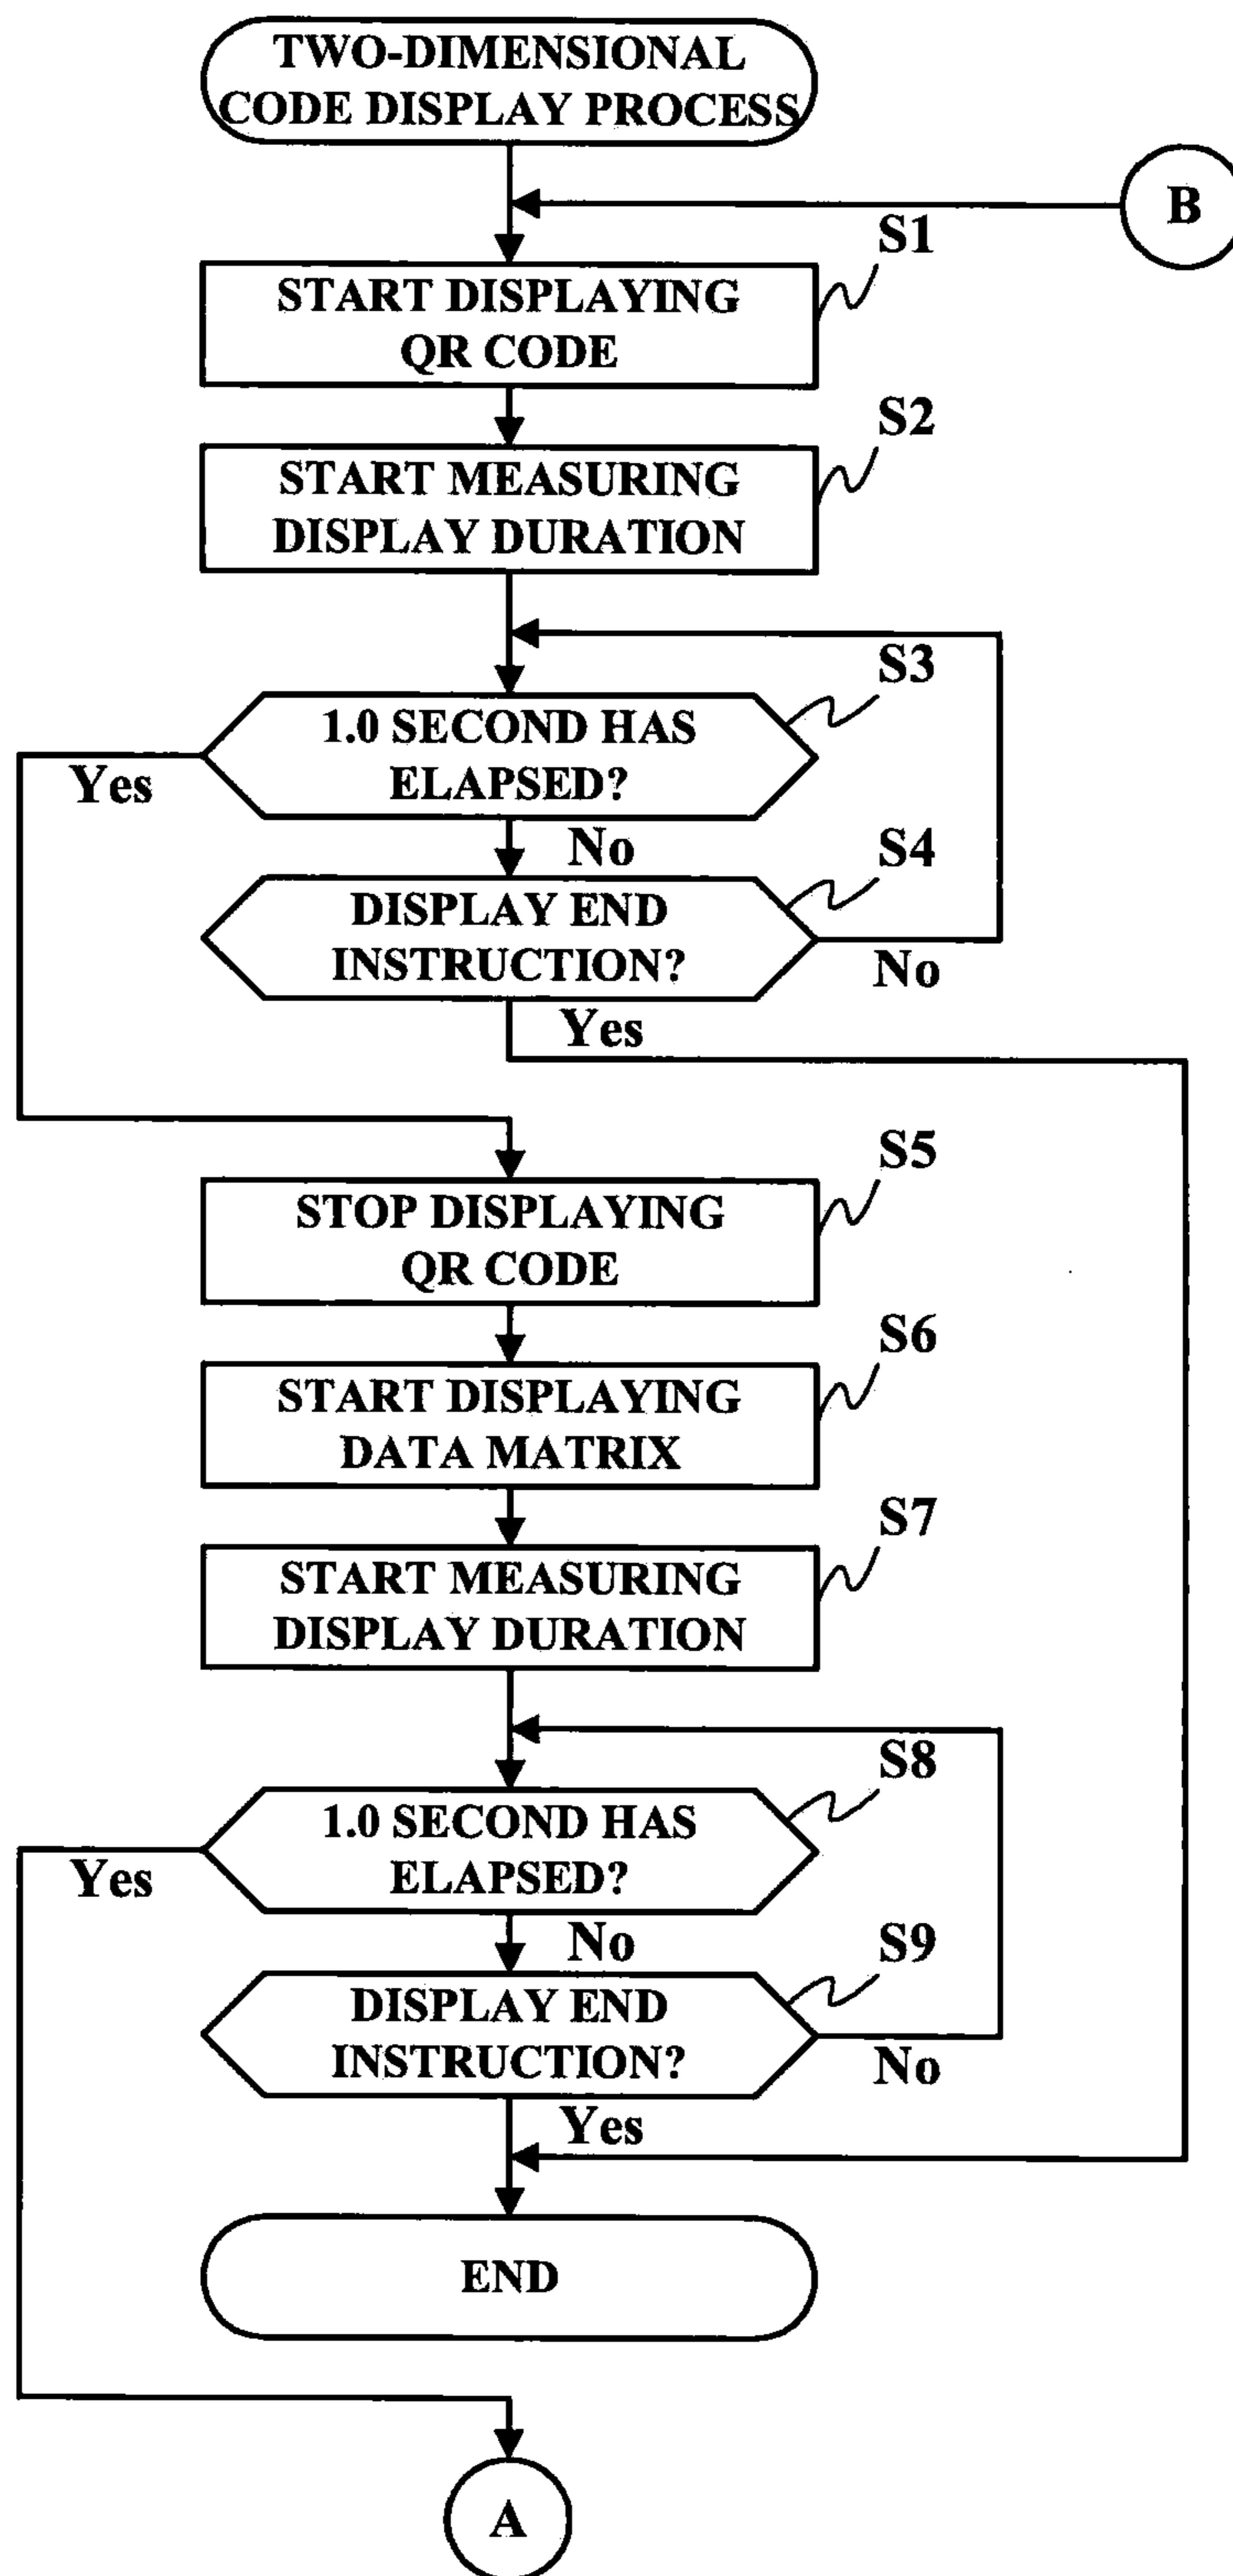 TWO-DIMENSIONAL
CODE DISPLAY PROCESS
B
S1
START DISPLAYING
QR CODE
S2
START MEASURING
DISPLAY DURATION
S3
1.0 SECOND HAS
ELAPSED?
Yes
No
S4
DISPLAY END
INSTRUCTION?
No
Yes
S5
STOP DISPLAYING
QR CODE
S6
START DISPLAYING
DATA MATRIX
S7
START MEASURING
DISPLAY DURATION
S8
1.0 SECOND HAS
ELAPSED?
Yes
No
S9
DISPLAY END
INSTRUCTION?
No
Yes
END
A